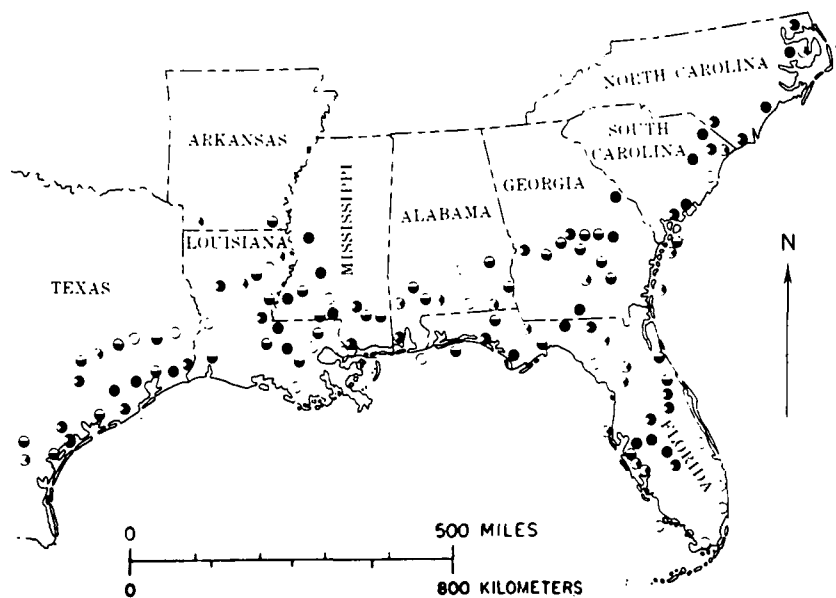 NORTH CAROLINA
SOUTH
CAROLINA
ARKANSAS
MISSISSIPPI
GEORGIA
ALABAMA
LOUISIANA
TEXAS
N
FLORIDA
0 500 MILES
0 800 KILOMETERS